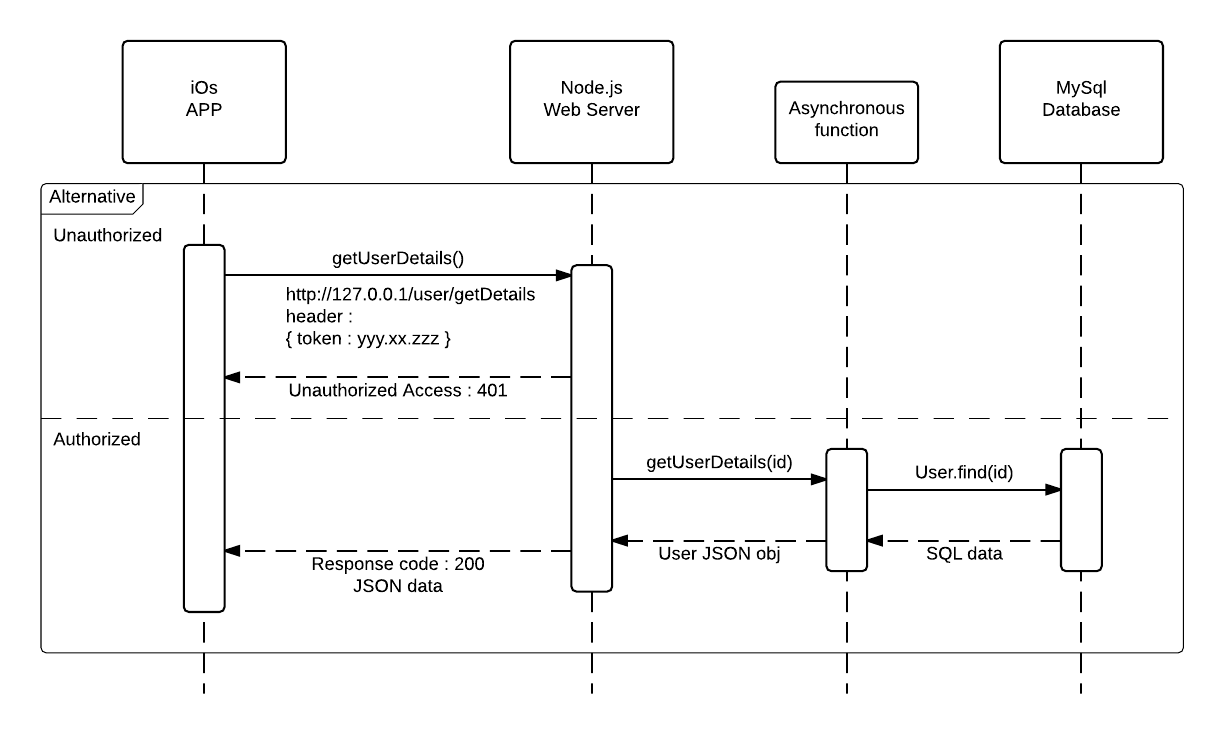 iOs
APP
Node.js
Web Server
Asynchronous
function
MySql
Database
Alternative
Unauthorized
getUserDetails()
http://127.0.0.1/user/getDetails
header :
{ token : yyy.xx.zzz }
Unauthorized Access : 401
Authorized
getUserDetails(id)
User.find(id)
User JSON obj
SQL data
Response code : 200
JSON data